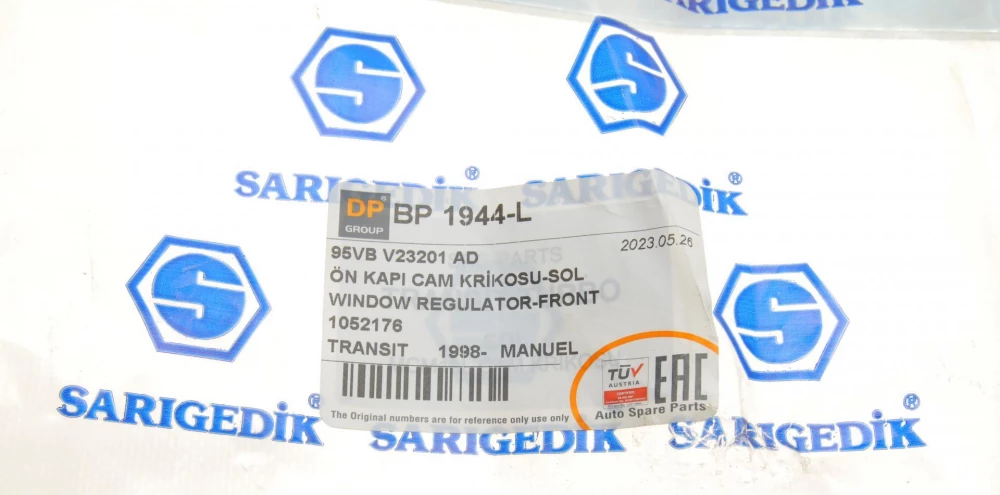 SARIGEDİK
SARIGEDİK®
SARIGEDİK®
DP® GROUP BP 1944-L
2023.05.26
95VB V23201 AD
ÖN KAPI CAM KRİKOSU-SOL
WINDOW REGULATOR-FRONT
1052176
TRANSIT 1998- MANUEL
TÜV
AUSTRIA
EAC
Auto Spare Parts
The Original numbers are for reference only use only
SARIGEDİK®
SARIGEDİK
SARIGEDİK®